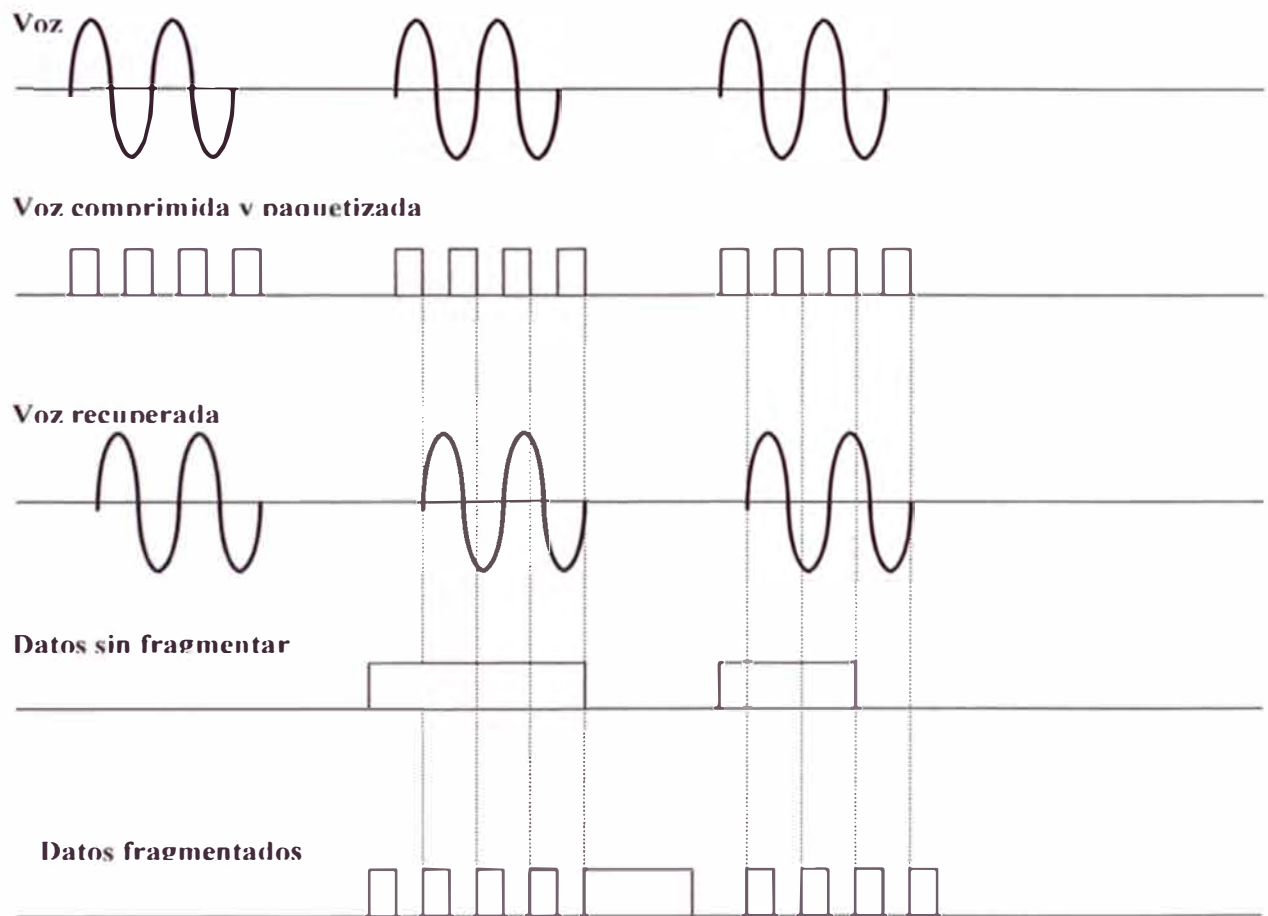 Voz
Voz comprimida y paquetizada
Voz recuperada
Datos sin fragmentar
Datos fragmentados